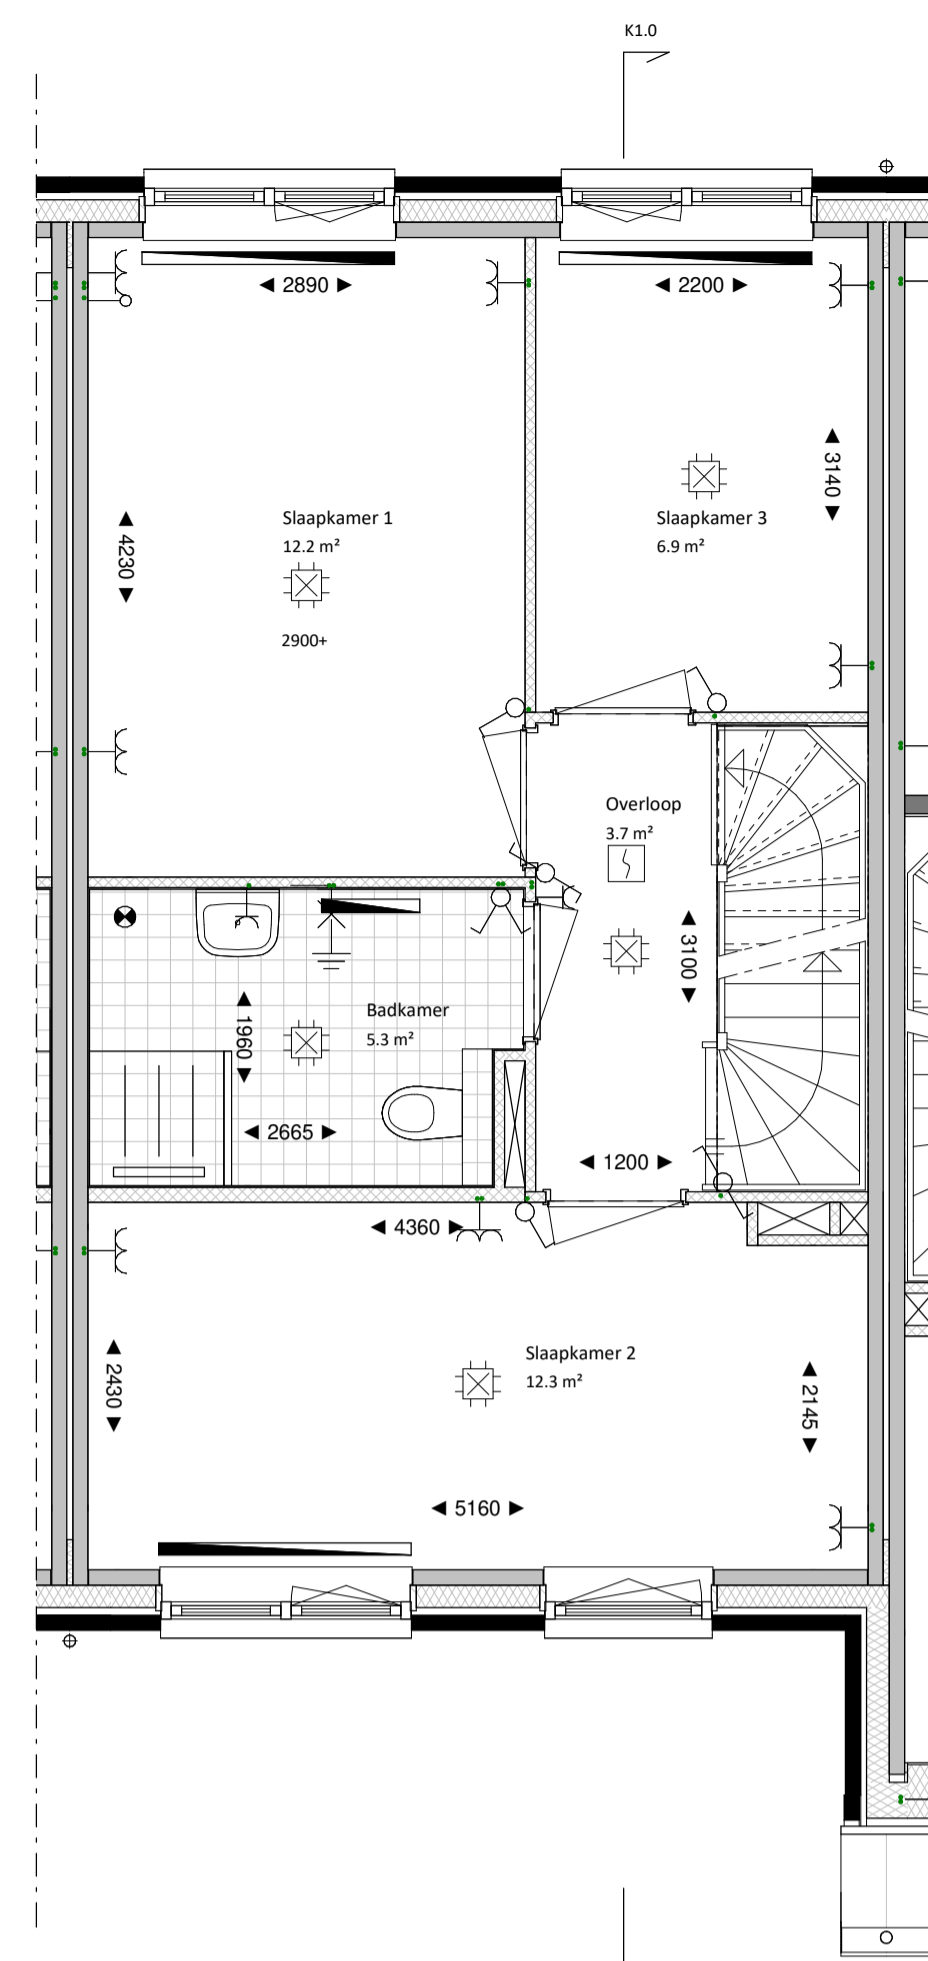 K1.0
◄ 2890 ►
◄ 2200 ►
◄ 3140 ►
Slaapkamer 1
12.2 m²
Slaapkamer 3
6.9 m²
◄ 4230 ►
2900+
Overloop
3.7 m²
◄ 3100 ►
Badkamer
5.3 m²
◄ 1960 ►
◄ 2665 ►
◄ 1200 ►
◄ 4360 ►
Slaapkamer 2
12.3 m²
◄ 2430 ►
◄ 2145 ►
◄ 5160 ►